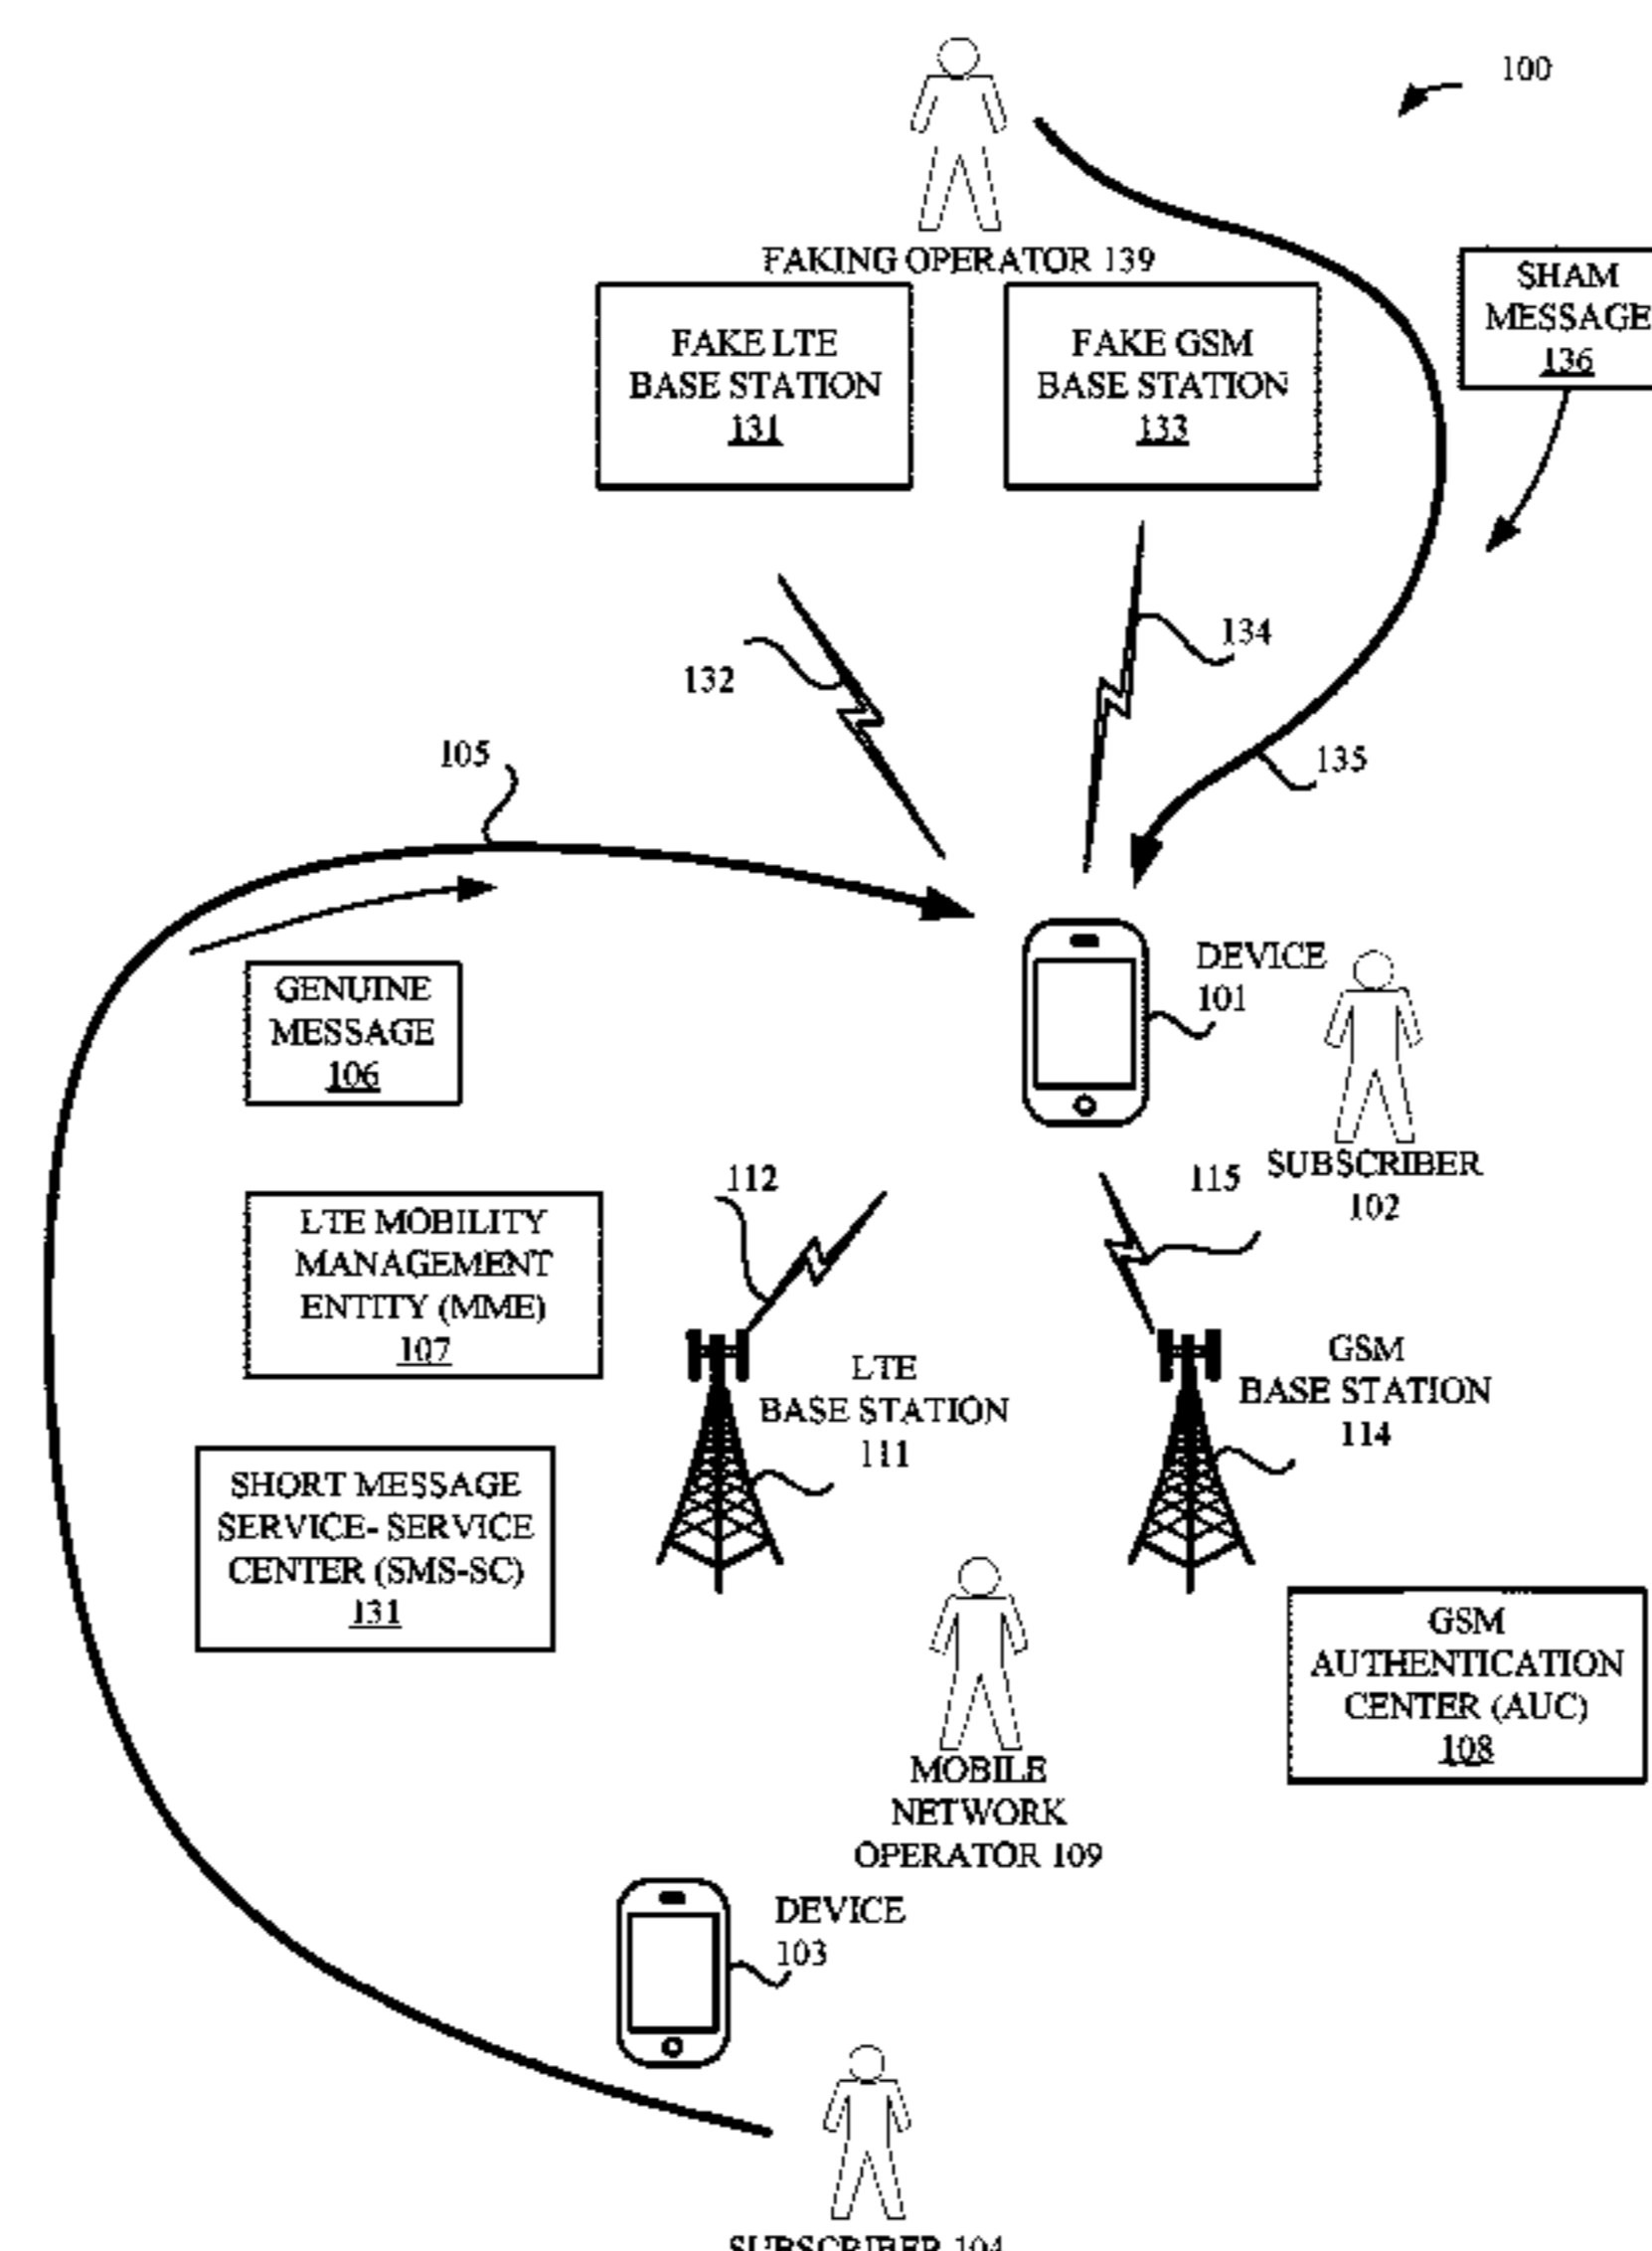 100
FAKING OPERATOR 139
SHAM
MESSAGE
136
FAKE LTE
BASE STATION
131
FAKE GSM
BASE STATION
133
134
132
105
135
GENUINE
MESSAGE
106
DEVICE
101
112
115
SUBSCRIBER
102
LTE MOBILITY
MANAGEMENT
ENTITY (MME)
107
LTE
BASE STATION
111
GSM
BASE STATION
114
SHORT MESSAGE
SERVICE- SERVICE
CENTER (SMS-SC)
131
GSM
AUTHENTICATION
CENTER (AUC)
108
MOBILE
NETWORK
OPERATOR 109
DEVICE
103
SUBSCRIBER 104